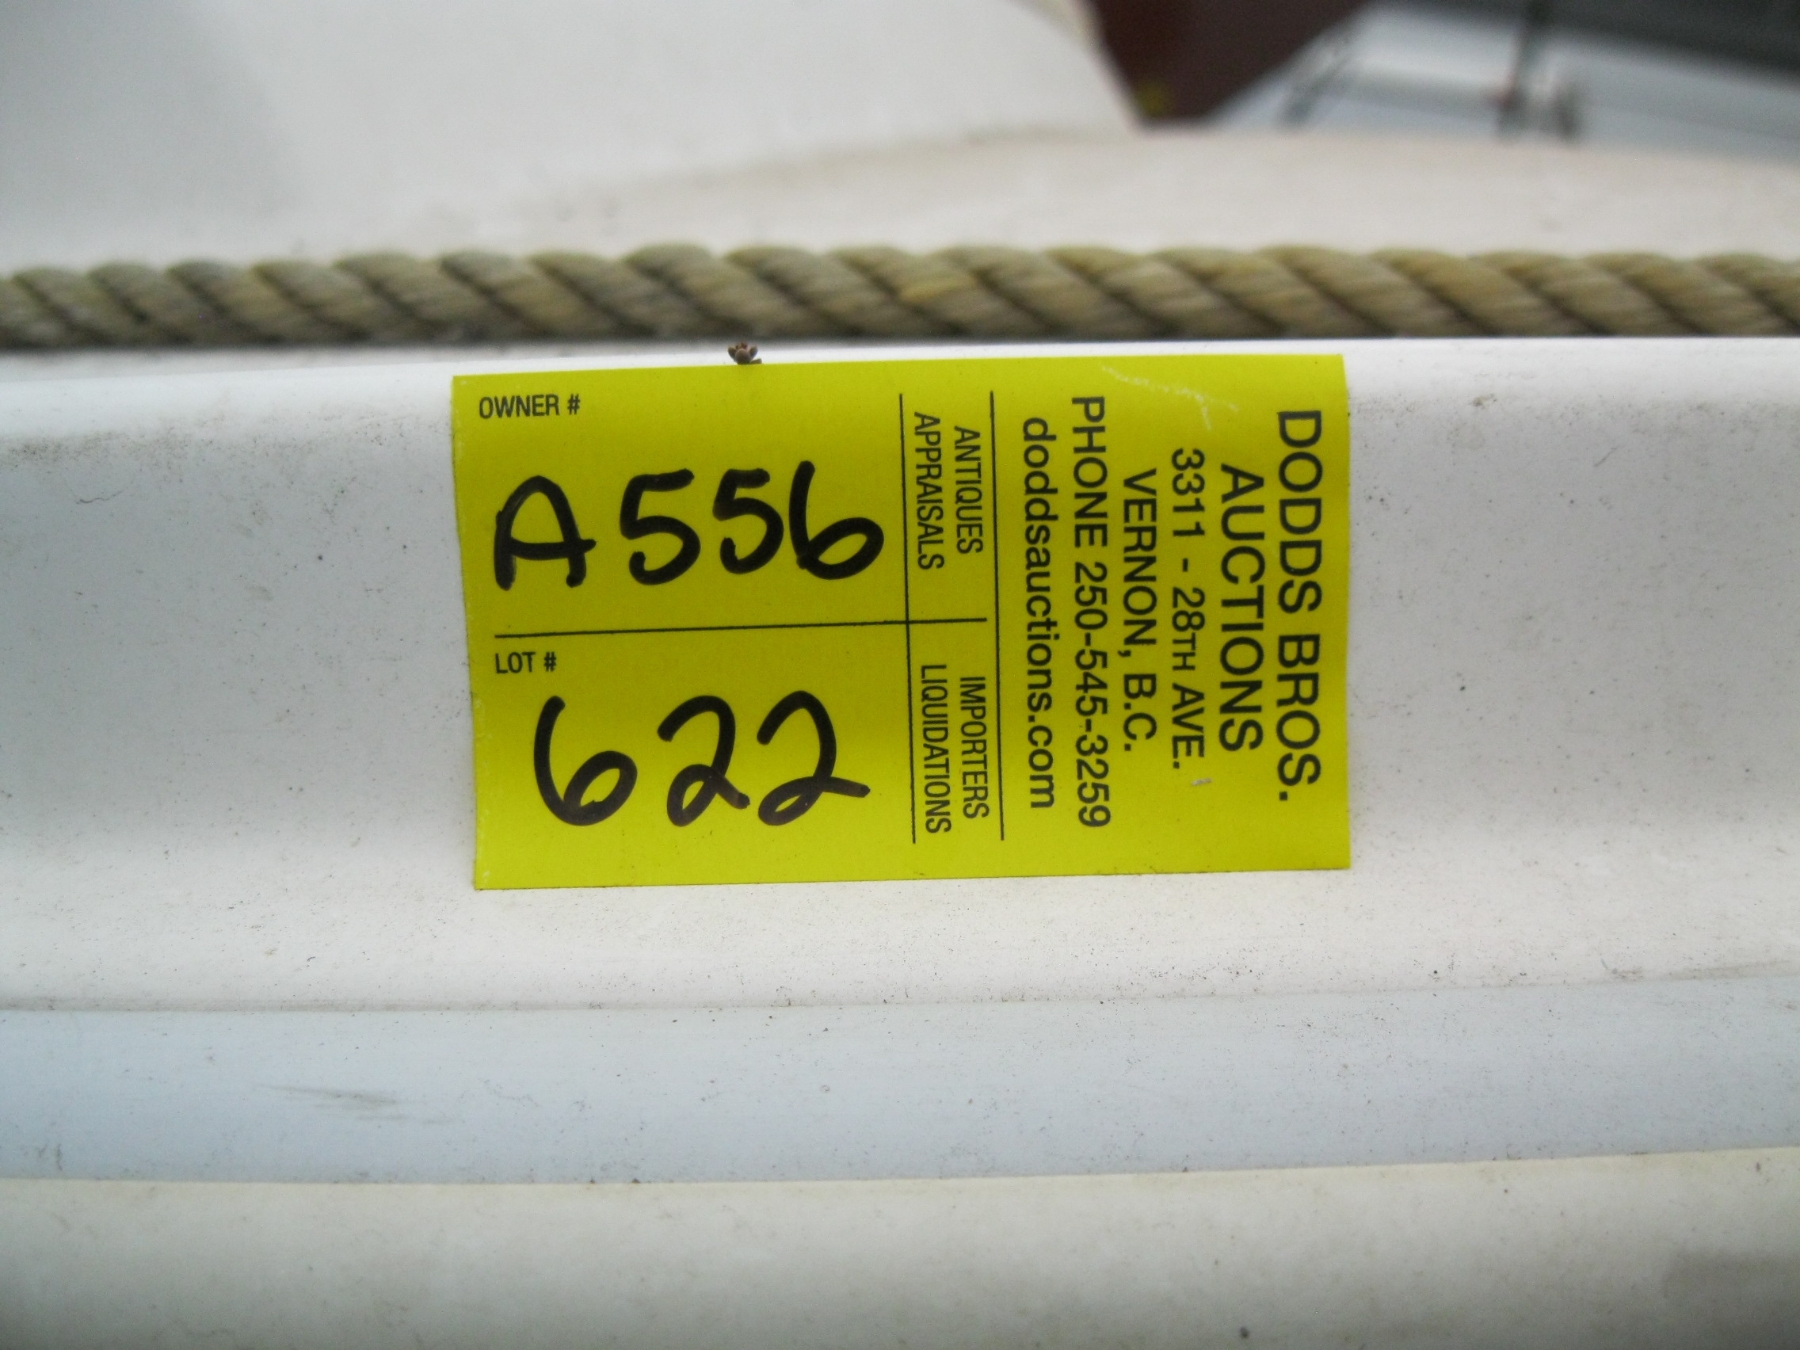 OWNER #
A556
LOT #
622
DODDS BROS.
AUCTIONS
3311 - 28TH AVE.
VERNON, B.C.
PHONE 250-545-3259
doddsauctions.com
ANTIQUES IMPORTERS
APPRAISALS LIQUIDATIONS